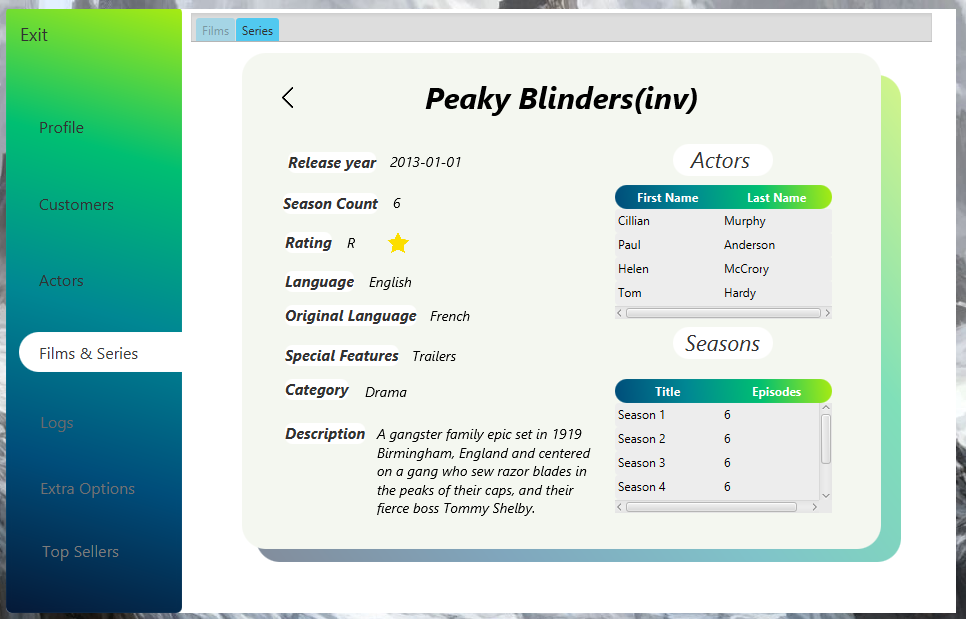 Exit
Profile
Customers
Actors
Films & Series
Logs
Extra Options
Top Sellers
Films Series
Peaky Blinders(inv)
Release year 2013-01-01
Season Count 6
Rating R
Language English
Original Language French
Special Features Trailers
Category Drama
Description A gangster family epic set in 1919
Birmingham, England and centered
on a gang who sew razor blades in
the peaks of their caps, and their
fierce boss Tommy Shelby.
Actors
First Name Last Name
Cillian Murphy
Paul Anderson
Helen McCrory
Tom Hardy
Seasons
Title Episodes
Season 1 6
Season 2 6
Season 3 6
Season 4 6